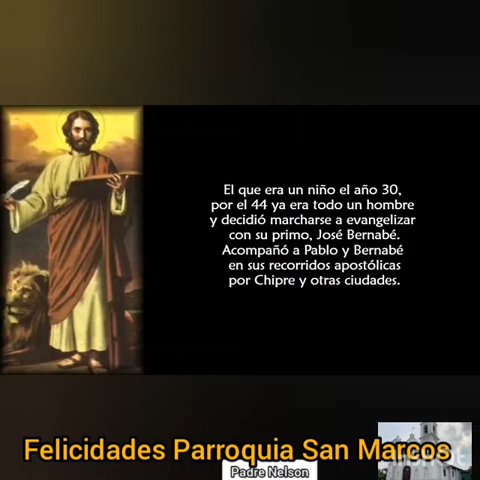 El que era un niño el año 30,
por el 44 ya era todo un hombre
y decidió marcharse a evangelizar
con su primo, José Bernabé.
Acompañó a Pablo y Bernabé
en sus recorridos apostólicas
por Chipre y otras ciudades.
Felicidades Parroquia San Marcos
Padre Nelson